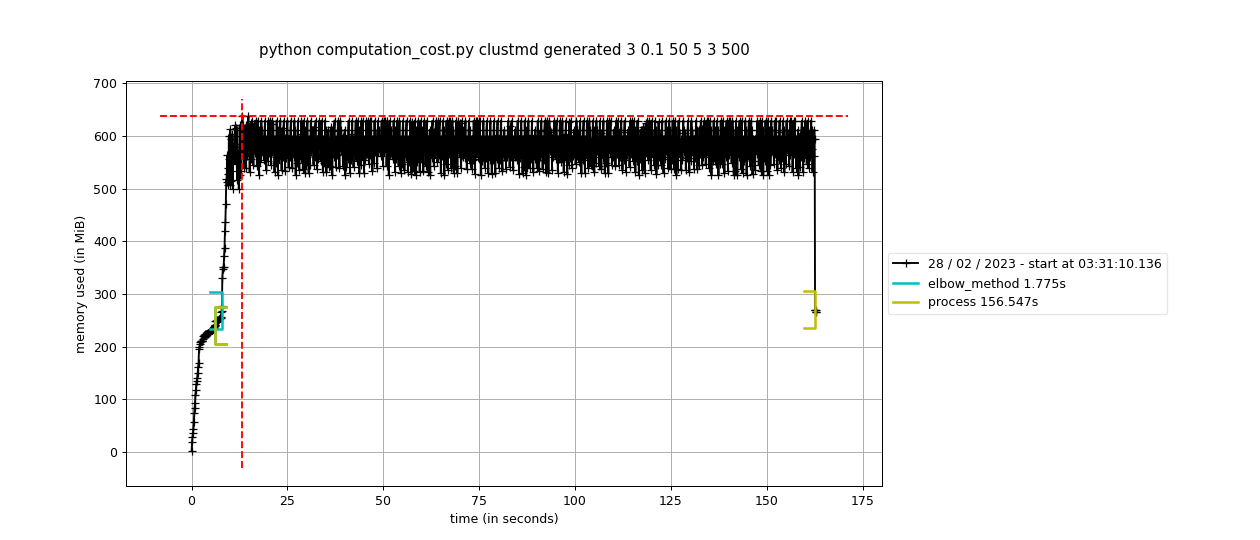 python computation_cost.py clustmd generated 3 0.1 50 5 3 500
700
600
500
400
300
200
100
0
memory used (in MiB)
0 25 50 75 100 125 150 175
time (in seconds)
28 / 02 / 2023 - start at 03:31:10.136
elbow_method 1.775s
process 156.547s